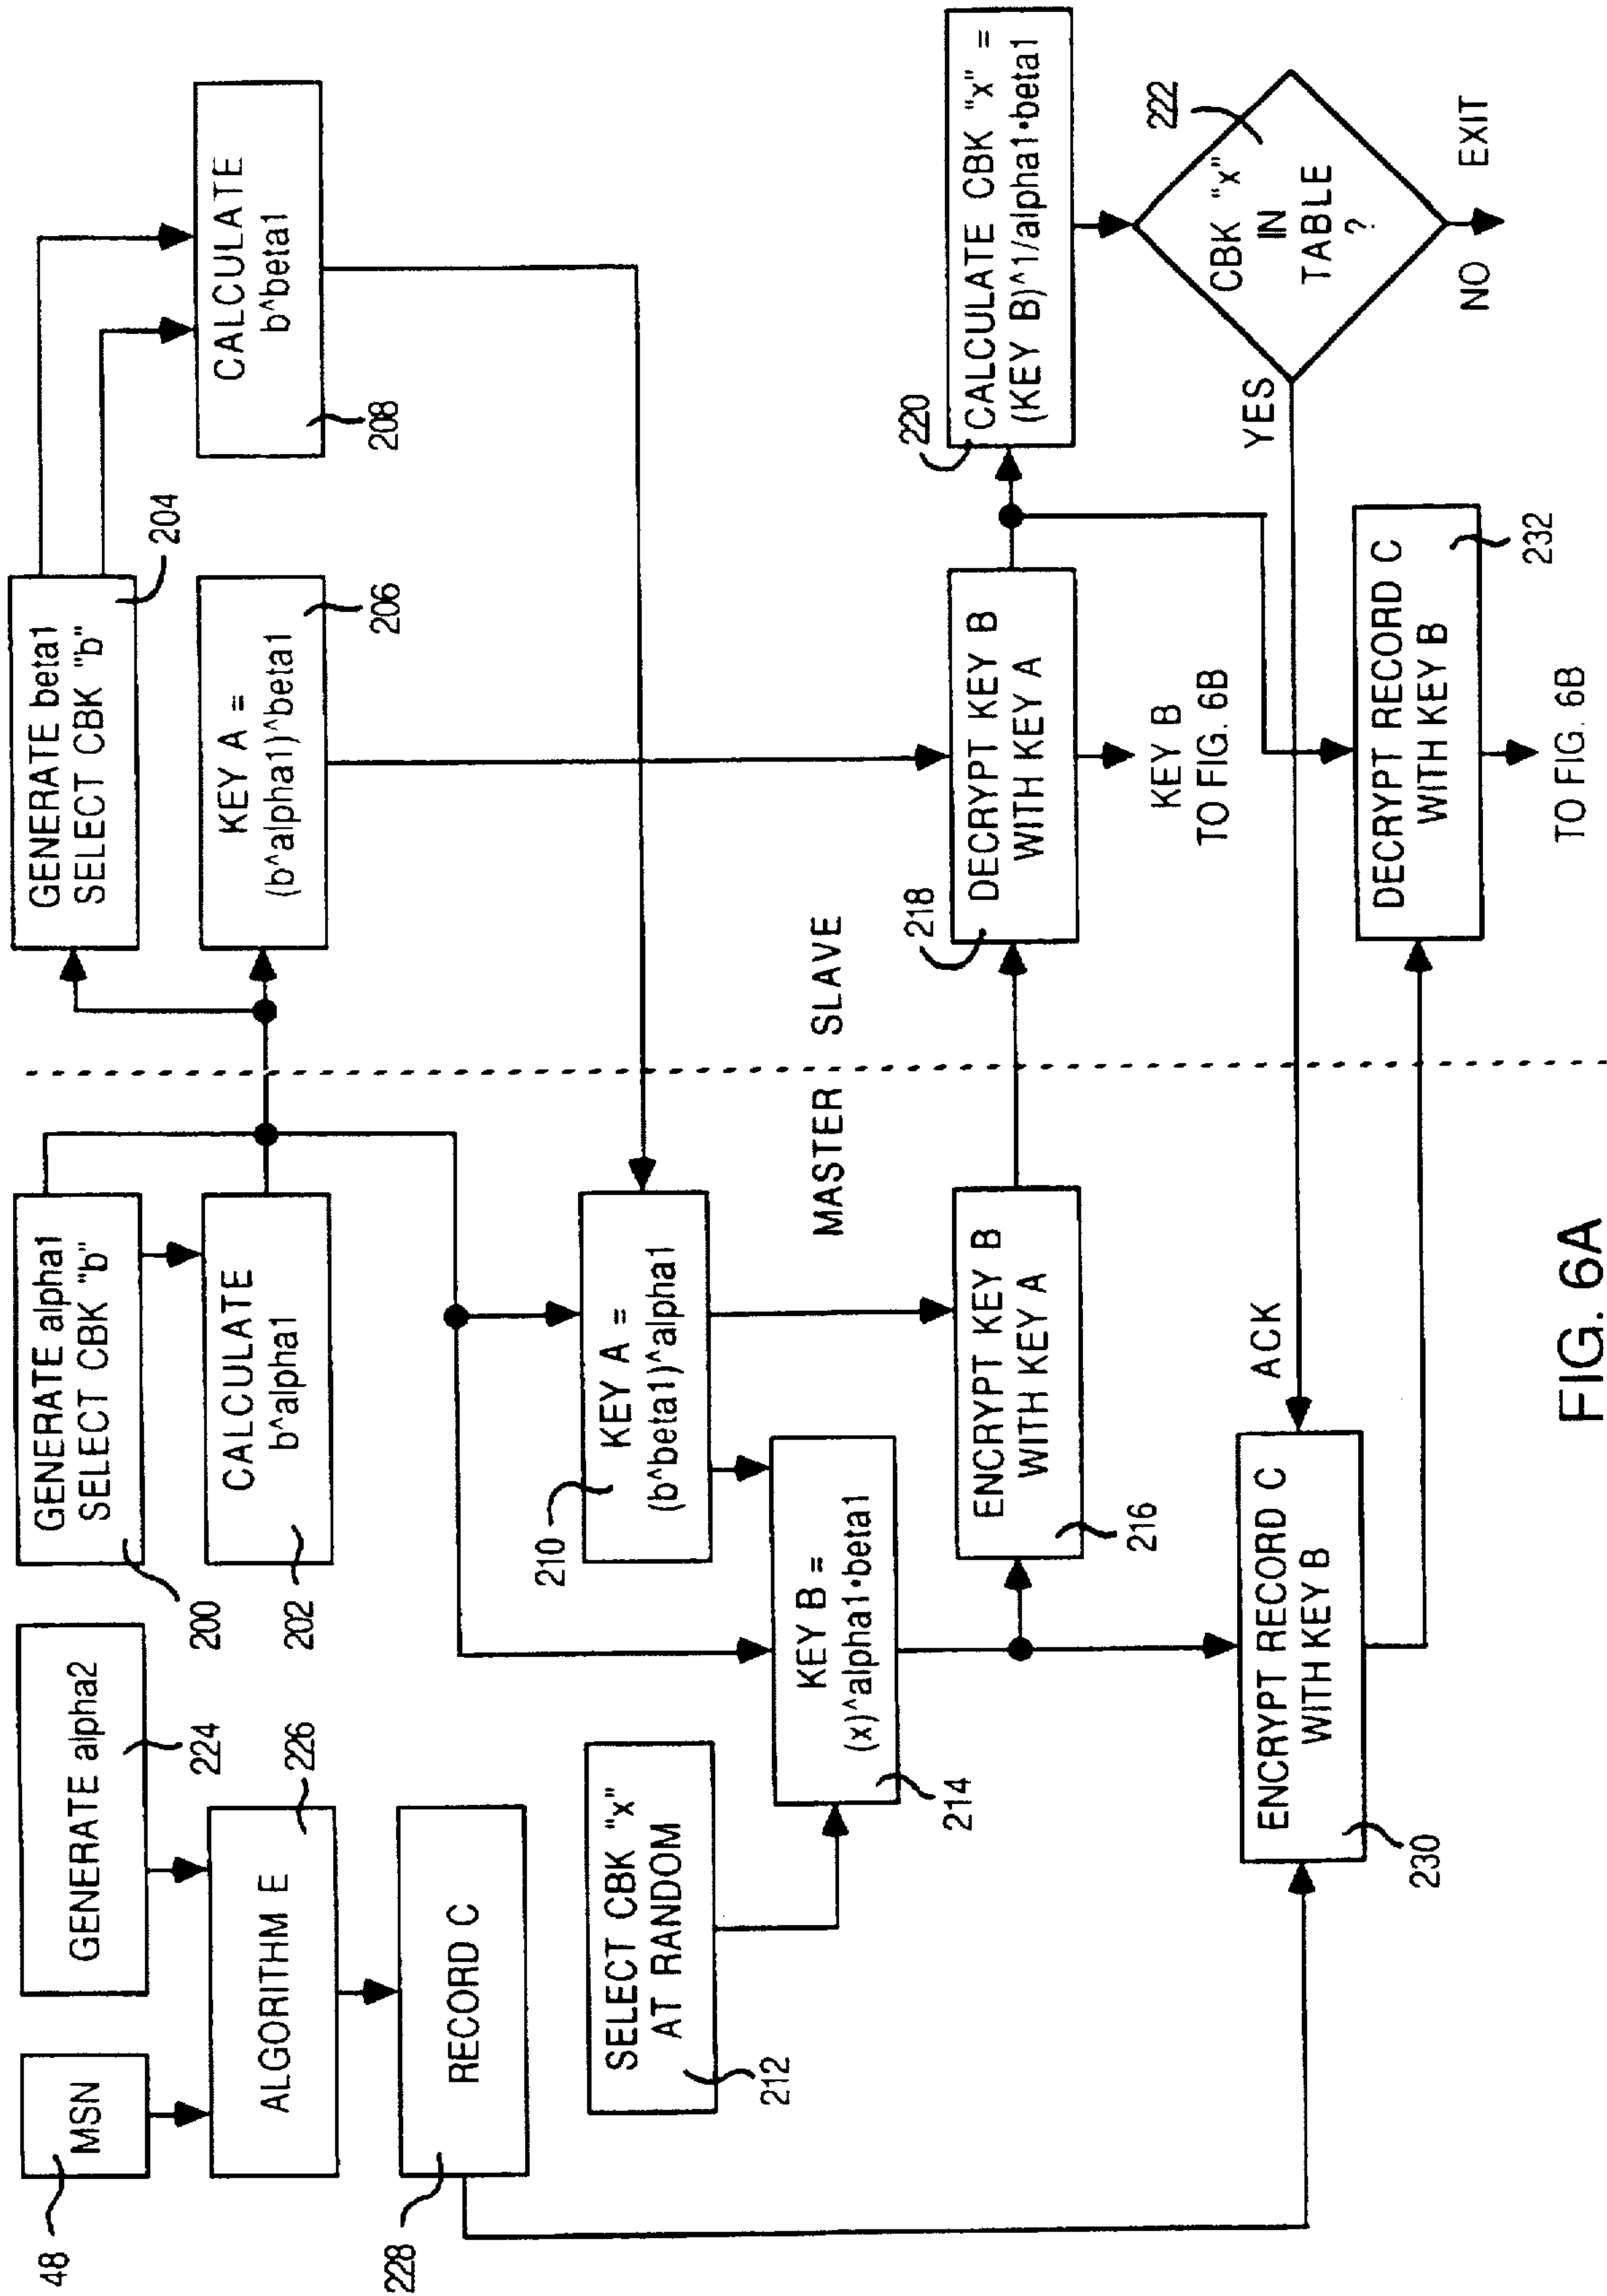 48
MSN
GENERATE alpha2
224
GENERATE alpha1
SELECT CBK "b"
200
GENERATE beta1
SELECT CBK "b"
204
ALGORITHM E
226
CALCULATE
b^alpha1
202
KEY A =
(b^alpha1)^beta1
206
CALCULATE
b^beta1
208
RECORD C
228
SELECT CBK "x"
AT RANDOM
212
KEY A =
(b^beta1)^alpha1
210
KEY B =
(x)^alpha1•beta1
214
MASTER
SLAVE
ENCRYPT KEY B
WITH KEY A
216
DECRYPT KEY B
WITH KEY A
218
KEY B
TO FIG. 6B
CALCULATE CBK "x" =
(KEY B)^1/alpha1•beta1
220
CBK "x"
IN
TABLE
?
222
YES
NO
EXIT
ACK
ENCRYPT RECORD C
WITH KEY B
230
DECRYPT RECORD C
WITH KEY B
232
TO FIG. 6B
FIG. 6A